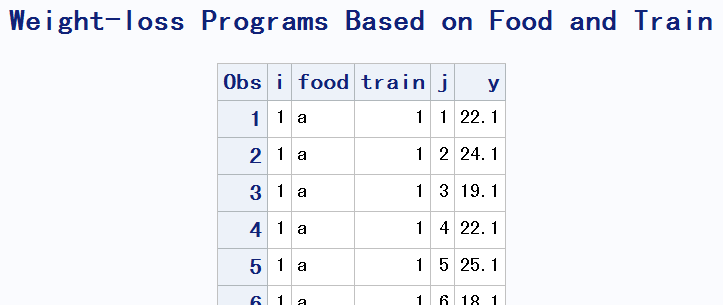 Weight-loss Programs Based on Food and Train
Obs i food train j y
1 1 a 1 1 22.1
2 1 a 1 2 24.1
3 1 a 1 3 19.1
4 1 a 1 4 22.1
5 1 a 1 5 25.1
6 1 a 1 6 18.1